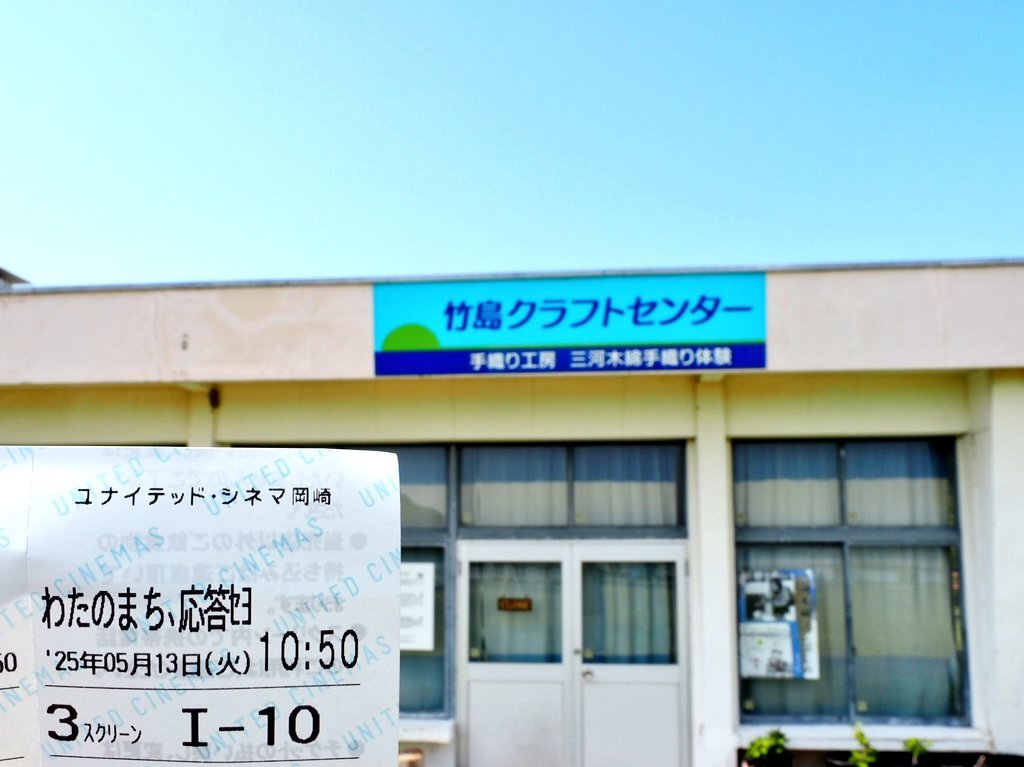 竹島クラフトセンター
手織り工房 三河木綿手織り体験
CLOSE
ユナイテッド・シネマ岡崎
わたのまち、応答セヨ
'25年05月13日(火) 10:50
3スクリーン I-10
UNITED CINEMAS